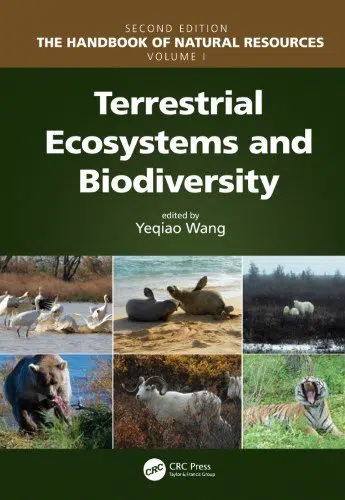 SECOND EDITION
THE HANDBOOK OF NATURAL RESOURCES
VOLUME I
Terrestrial
Ecosystems and
Biodiversity
edited by
Yeqiao Wang
CRC
CRC Press
Taylor & Francis Group